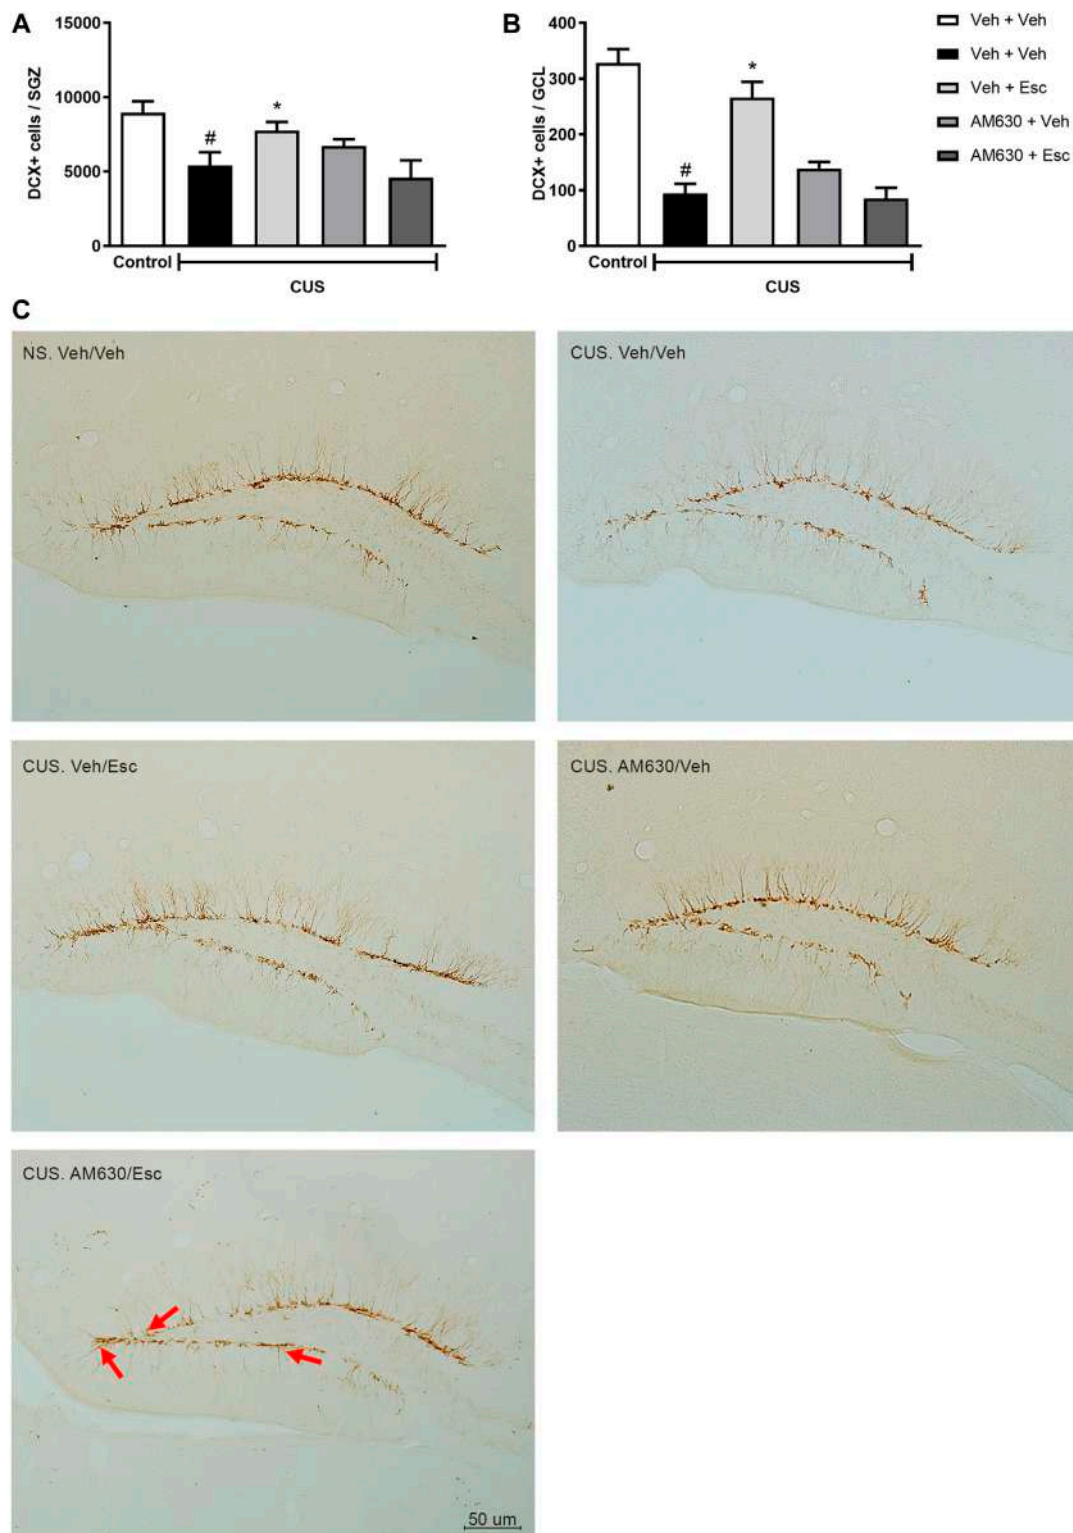 A
15000
10000
5000
0
DCX+ cells / SGZ
#
*
Control
CUS
B
400
300
200
100
0
DCX+ cells / GCL
#
*
Control
CUS
Veh + Veh
Veh + Veh
Veh + Esc
AM630 + Veh
AM630 + Esc
C
NS. Veh/Veh
CUS. Veh/Veh
CUS. Veh/Esc
CUS. AM630/Veh
CUS. AM630/Esc
50 um